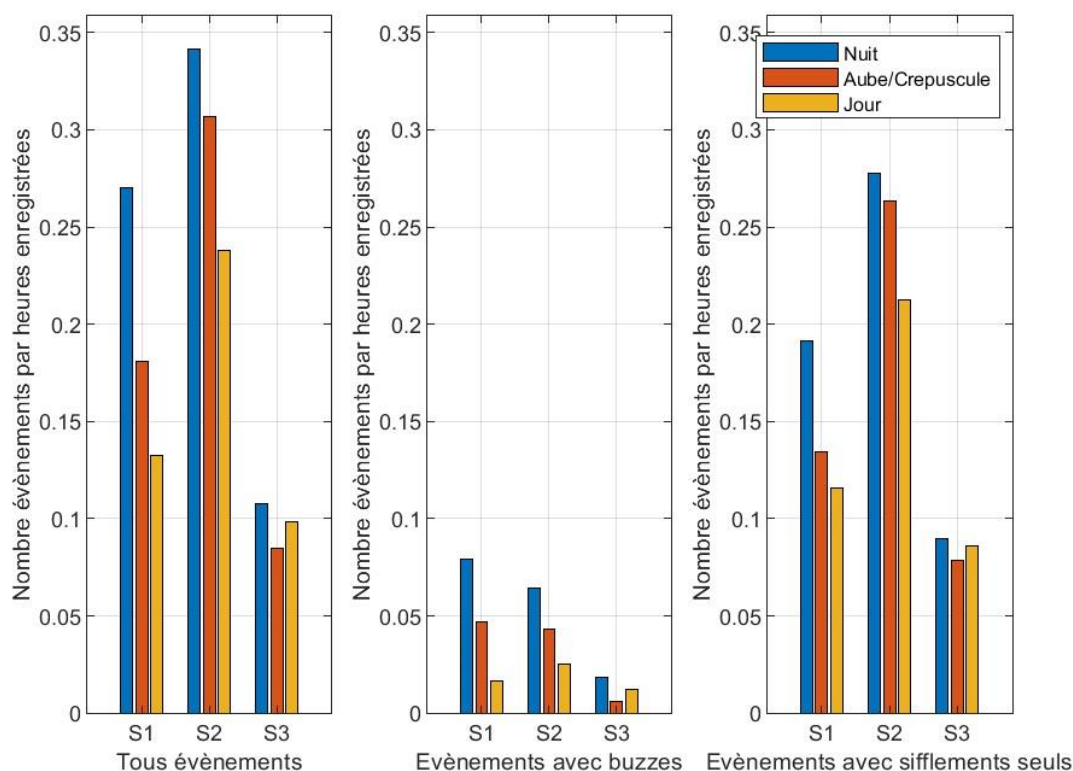 Nombre évènements par heures enregistrées
0.35
0.3
0.25
0.2
0.15
0.1
0.05
0
S1 S2 S3
Tous évènements
Nombre évènements par heures enregistrées
0.35
0.3
0.25
0.2
0.15
0.1
0.05
0
S1 S2 S3
Evènements avec buzzes
Nombre évènements par heures enregistrées
0.35
0.3
0.25
0.2
0.15
0.1
0.05
0
Nuit
Aube/Crepuscule
Jour
S1 S2 S3
Evènements avec sifflements seuls